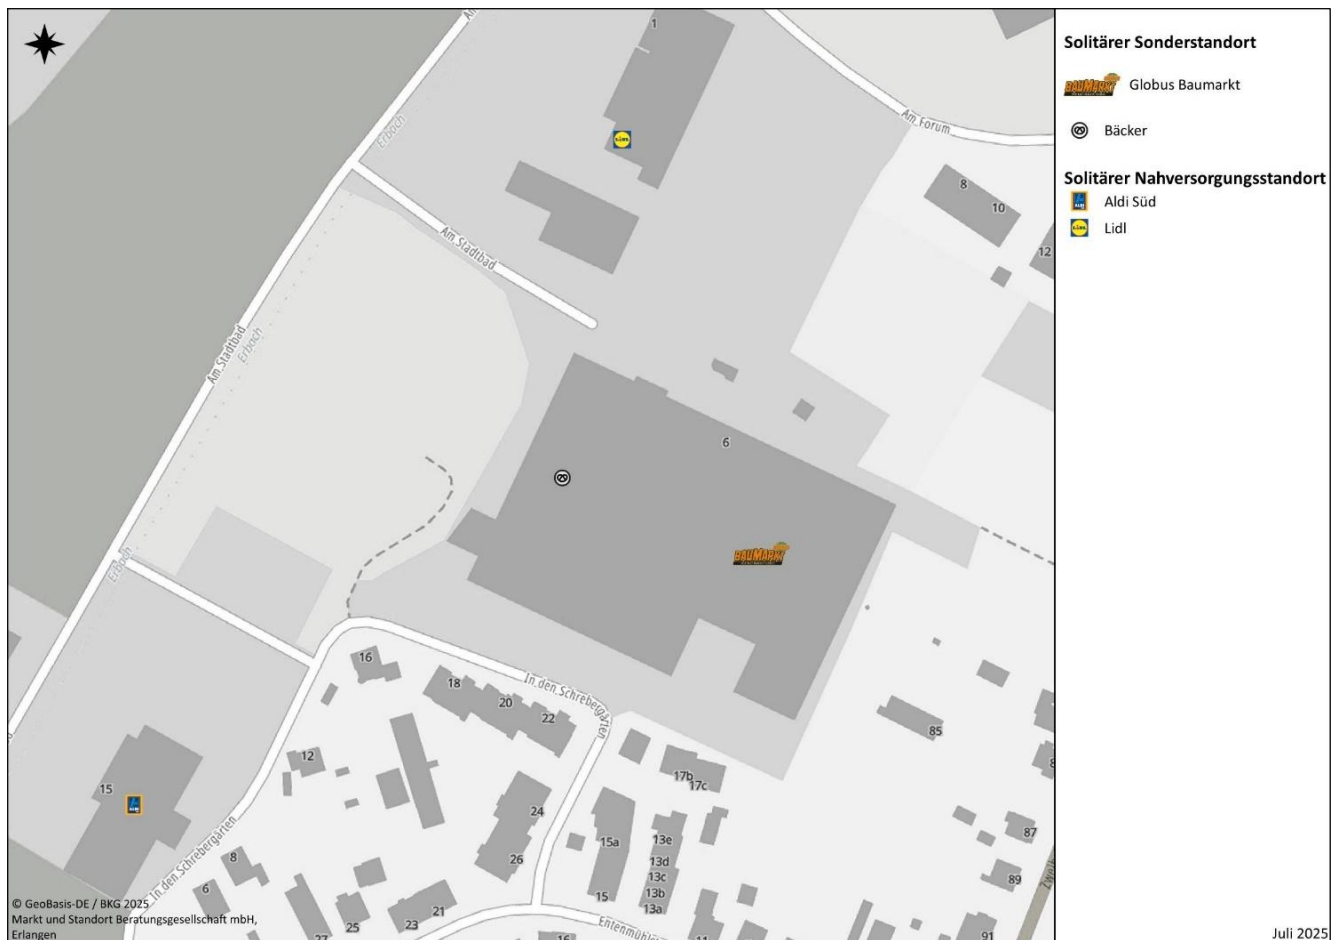 Solitärer Sonderstandort
BAUMARKT
Globus Baumarkt
Bäcker
Solitärer Nahversorgungsstandort
Aldi Süd
Lidl
Juli 2025
1
Erbach
Am Forum
8
10
12
Am Stadtbad
Am Stadtbad
Erbach
6
BAUMARKT
Erbach
16
In den Schrebergärten
18
20
22
85
12
17b
17c
15
24
87
15a
13e
13d
26
13c
89
13b
13a
15
In den Schrebergärten
8
6
21
23
25
27
Entenmühl
16
11
91
© GeoBasis-DE / BKG 2025
Markt und Standort Beratungsgesellschaft mbH,
Erlangen